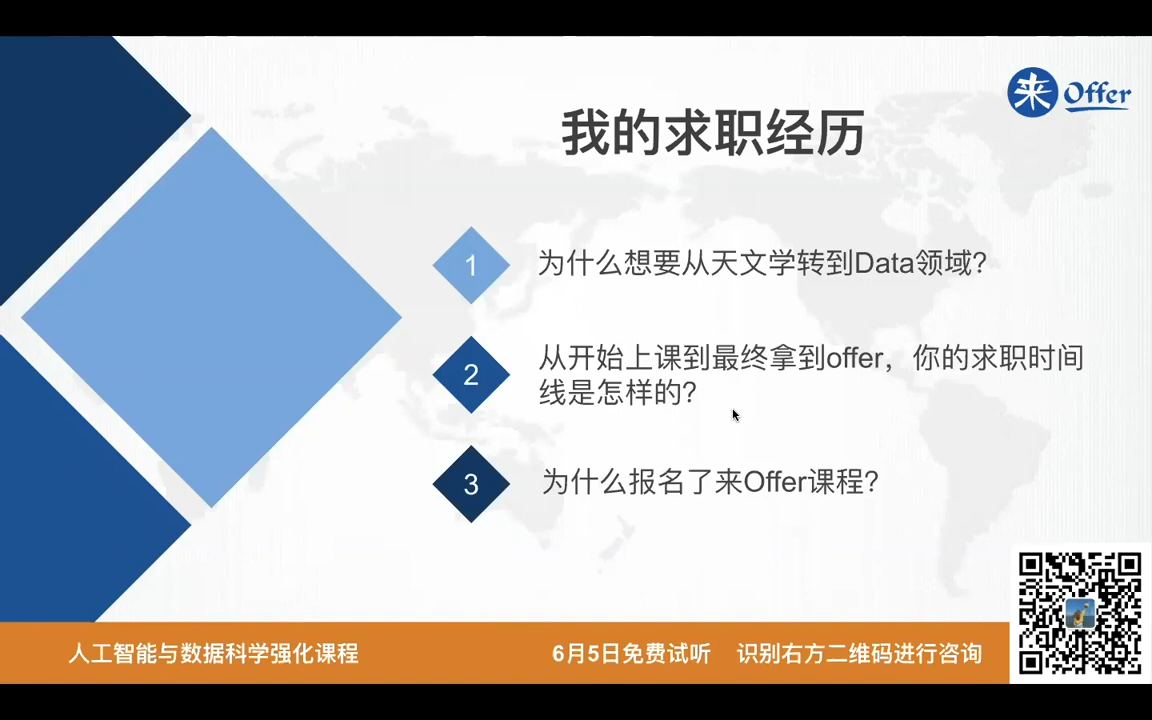 来Offer
我的求职经历
1
为什么想要从天文学转到Data领域?
2
从开始上课到最终拿到offer，你的求职时间
线是怎样的?
3
为什么报名了来Offer课程?
人工智能与数据科学强化课程
6月5日免费试听 识别右方二维码进行咨询